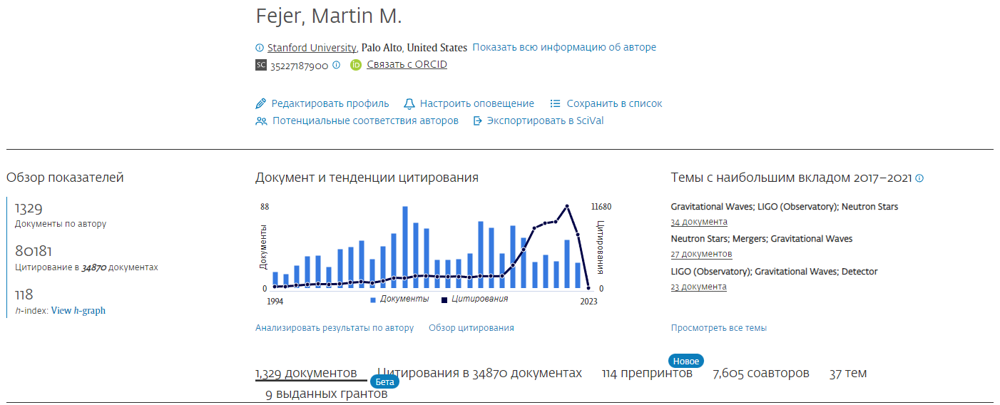 Fejer, Martin M.
Stanford University, Palo Alto, United States Показать всю информацию об авторе
SC 35227187900 iD Связать с ORCID
Редактировать профиль Настроить оповещение Сохранить в список
Потенциальные соответствия авторов Экспортировать в SciVal
Обзор показателей
1329
Документы по автору
80181
Цитирование в 34870 документах
118
h-index: View h-graph
Документ и тенденции цитирования
88
11680
Документы
Цитирования
0
0
1994
2023
Документы Цитирования
Анализировать результаты по автору Обзор цитирования
Темы с наибольшим вкладом 2017–2021
Gravitational Waves; LIGO (Observatory); Neutron Stars
34 документа
Neutron Stars; Mergers; Gravitational Waves
27 документов
LIGO (Observatory); Gravitational Waves; Detector
23 документа
Просмотреть все темы
Новое
1,329 документов Цитирования в 34870 документах 114 препринтов 7,605 соавторов 37 тем
Бета
9 выданных грантов